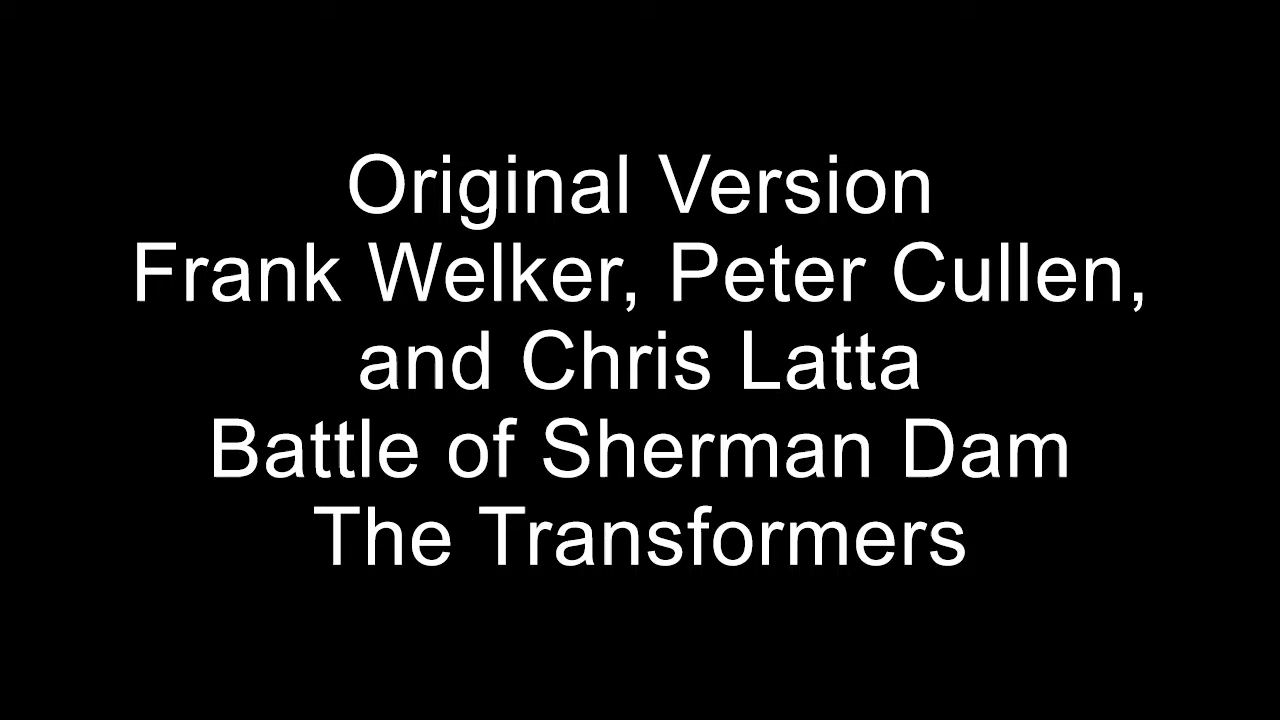 Original Version
Frank Welker, Peter Cullen,
and Chris Latta
Battle of Sherman Dam
The Transformers